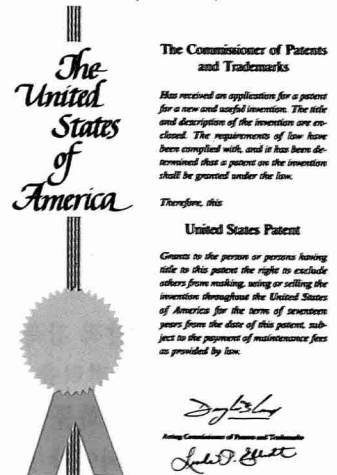 The
United
States
of
America
The Commissioner of Patents
and Trademarks
Has received an application for a patent
for a new and useful invention. The title
and description of the invention are en-
closed. The requirements of law have
been complied with, and it has been de-
termined that a patent on the invention
shall be granted under the law.
Therefore, this
United States Patent
Grants to the person or persons having
title to this patent the right to exclude
others from making, using or selling the
invention throughout the United States
of America for the term of seventeen
years from the date of this patent, sub-
ject to the payment of maintenance fees
as provided by law.
Acting Commissioner of Patents and Trademarks